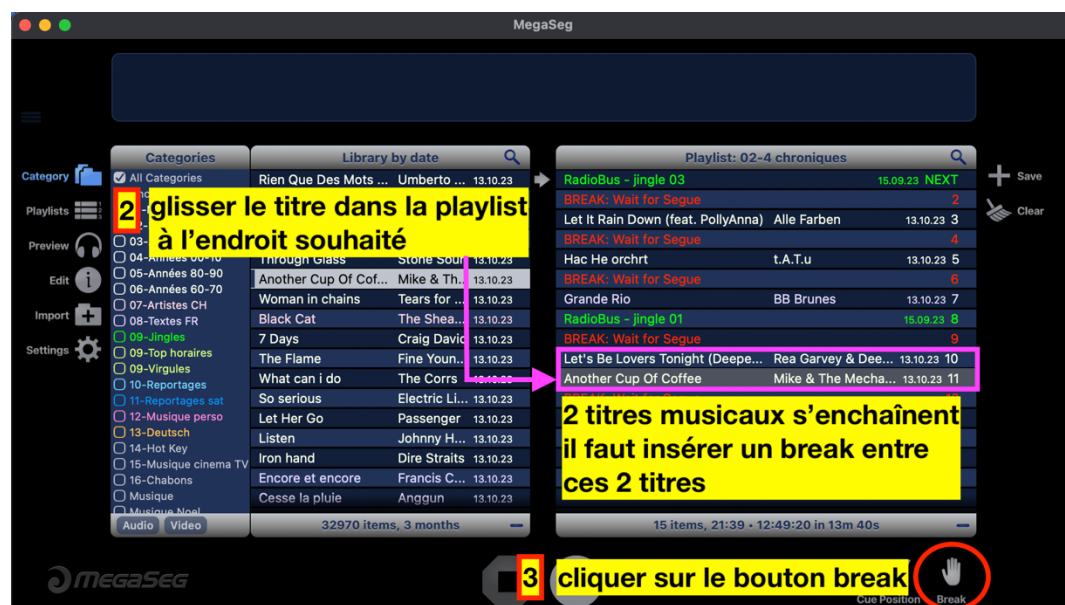 MegaSeg
Categories
Library by date
Playlist: 02-4 chroniques
Category
Playlists
Preview
Edit
Import
Settings
All Categories
03-
04-Années 00-10
05-Années 80-90
06-Années 60-70
07-Artistes CH
08-Textes FR
09-Jingles
09-Top horaires
09-Virgules
10-Reportages
11-Reportages sat
12-Musique perso
13-Deutsch
14-Hot Key
15-Musique cinema TV
16-Chabons
Musique
Musique Noel
Audio Video
Rien Que Des Mots ... Umberto ... 13.10.23
2 glisser le titre dans la playlist
à l’endroit souhaité
Through Glass Stone Sour 13.10.23
Another Cup Of Cof... Mike & Th... 13.10.23
Woman in chains Tears for ... 13.10.23
Black Cat The Shea... 13.10.23
7 Days Craig David 13.10.23
The Flame Fine Youn... 13.10.23
What can i do The Corrs 13.10.23
So serious Electric Li... 13.10.23
Let Her Go Passenger 13.10.23
Listen Johnny H... 13.10.23
Iron hand Dire Straits 13.10.23
Encore et encore Francis C... 13.10.23
Cesse la pluie Anggun 13.10.23
32970 items, 3 months
RadioBus - jingle 03 15.09.23 NEXT
BREAK: Wait for Segue 2
Let It Rain Down (feat. PollyAnna) Alle Farben 13.10.23 3
BREAK: Wait for Segue 4
Hac He orchrt t.A.T.u 13.10.23 5
BREAK: Wait for Segue 6
Grande Rio BB Brunes 13.10.23 7
RadioBus - jingle 01 15.09.23 8
BREAK: Wait for Segue 9
Let's Be Lovers Tonight (Deepe... Rea Garvey & Dee... 13.10.23 10
Another Cup Of Coffee Mike & The Mecha... 13.10.23 11
2 titres musicaux s’enchaînent
il faut insérer un break entre
ces 2 titres
15 items, 21:39 • 12:49:20 in 13m 40s
Save
Clear
megaSeg
3 cliquer sur le bouton break
Cue Position Break